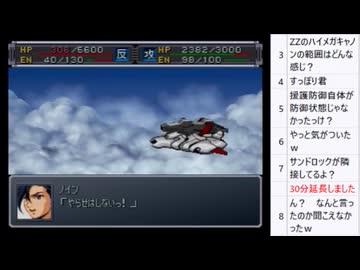 HP 306/5600
EN 40/130
反
攻
HP 2382/3000
EN 98/100
ノイン
「やらせはしないっ!」
3
ZZのハイメガキャノ
ンの範囲はどんな
感じ?
4
すっぽり君
5
援護防御自体が
防御状態じゃな
かったっけ?
6
やっと気がついた
w
7
サンドロックが隣
接してるよ?
30分延長しました
8
ん? なんと言っ
たのか聞こえなか
ったw